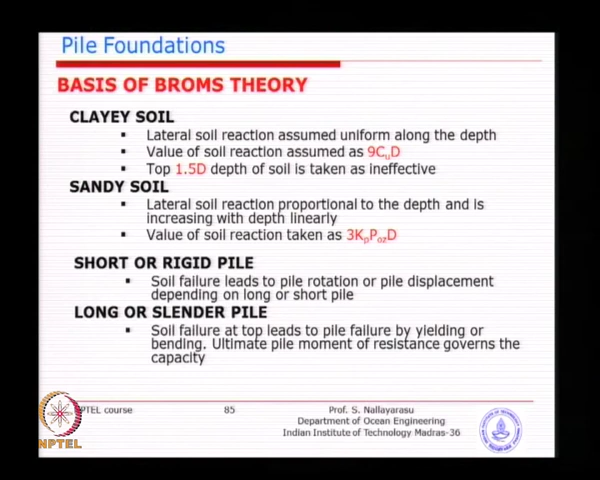 Pile Foundations
BASIS OF BROMS THEORY
CLAYEY SOIL
▪ Lateral soil reaction assumed uniform along the depth
▪ Value of soil reaction assumed as 9CuD
▪ Top 1.5D depth of soil is taken as ineffective
SANDY SOIL
▪ Lateral soil reaction proportional to the depth and is
increasing with depth linearly
▪ Value of soil reaction taken as 3KpPozD
SHORT OR RIGID PILE
▪ Soil failure leads to pile rotation or pile displacement
depending on long or short pile
LONG OR SLENDER PILE
▪ Soil failure at top leads to pile failure by yielding or
bending. Ultimate pile moment of resistance governs the
capacity
NPTEL course 85 Prof. S. Nallayarasu
Department of Ocean Engineering
Indian Institute of Technology Madras-36
NPTEL